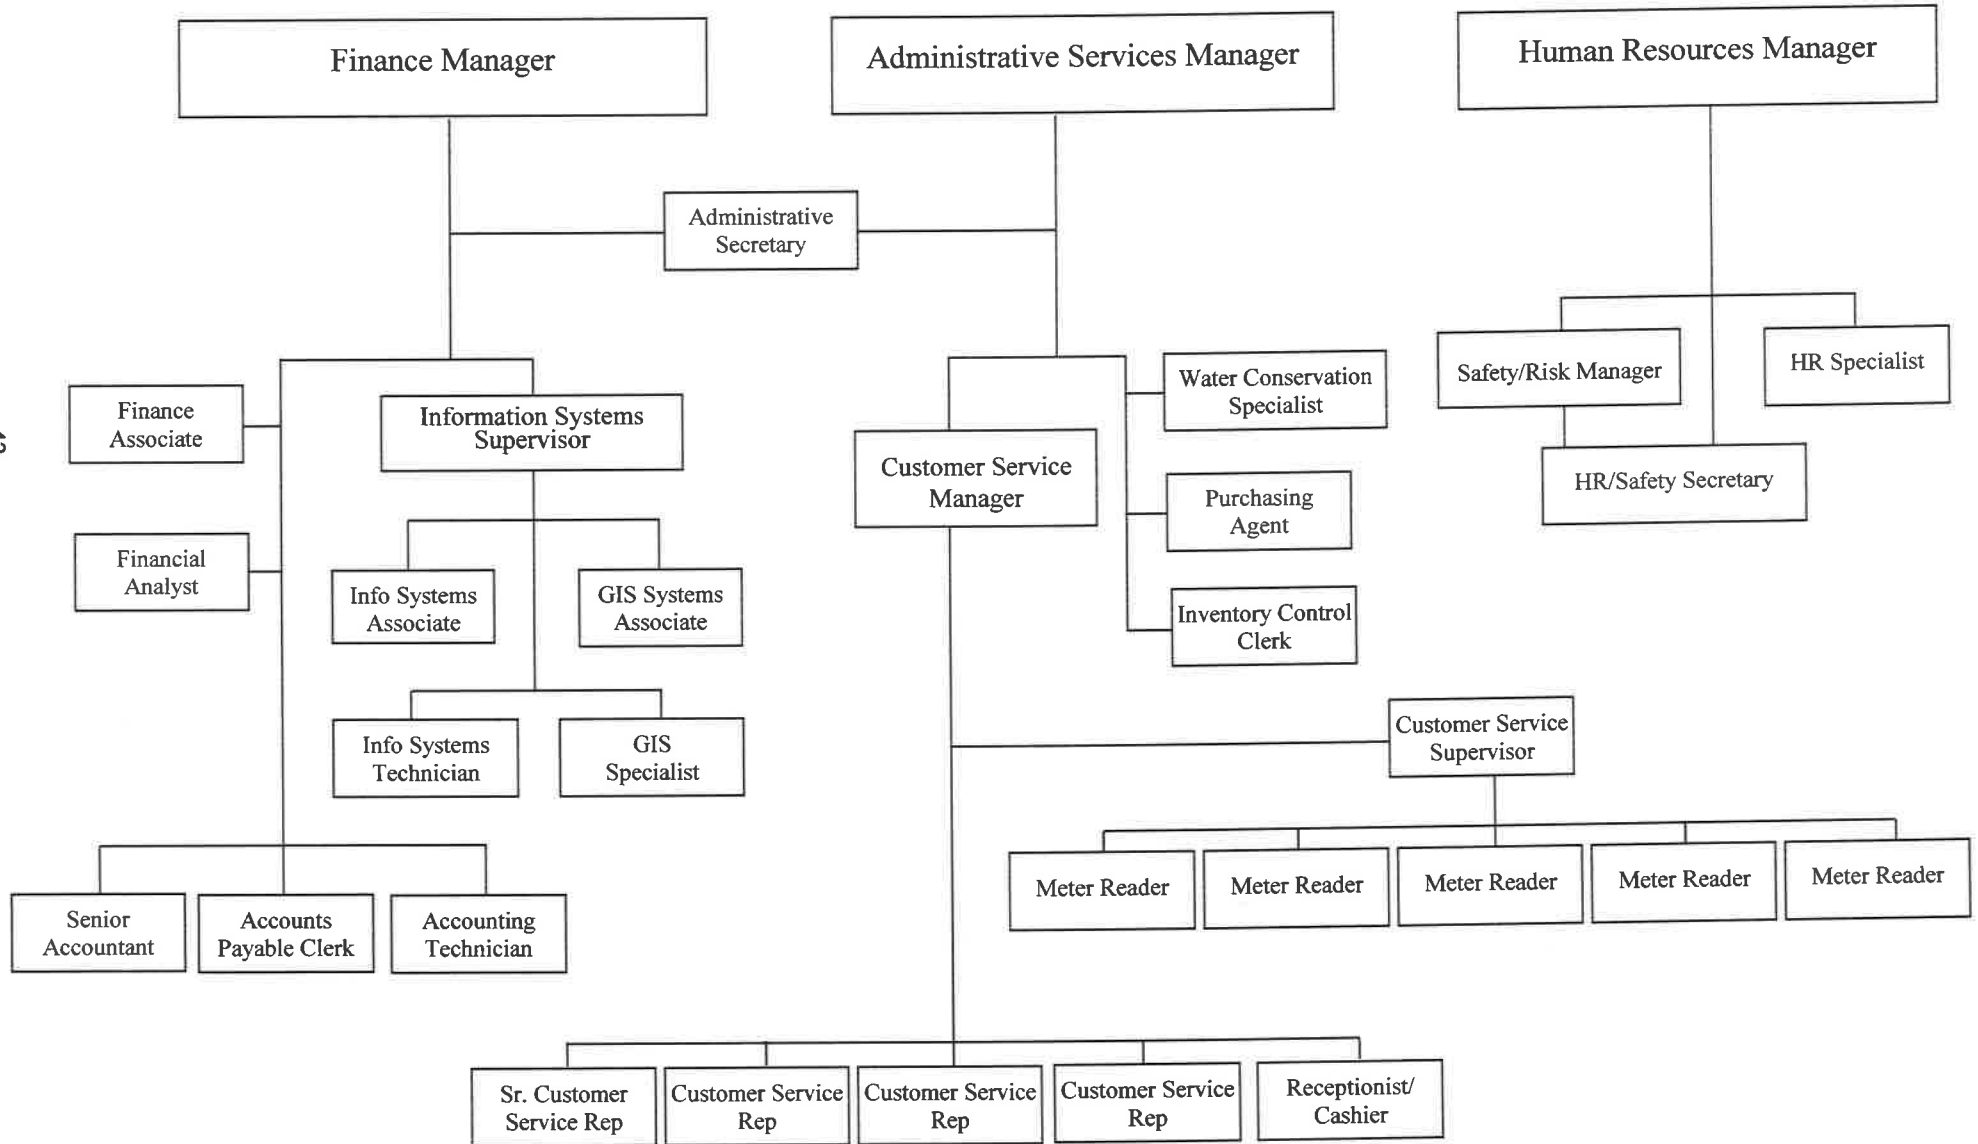 Finance Manager
Administrative Services Manager
Human Resources Manager
Administrative
Secretary
Finance
Associate
Information Systems
Supervisor
Financial
Analyst
Info Systems
Associate
GIS Systems
Associate
Info Systems
Technician
GIS
Specialist
Senior
Accountant
Accounts
Payable Clerk
Accounting
Technician
Customer Service
Manager
Water Conservation
Specialist
Purchasing
Agent
Inventory Control
Clerk
Customer Service
Supervisor
Meter Reader
Meter Reader
Meter Reader
Meter Reader
Meter Reader
Sr. Customer
Service Rep
Customer Service
Rep
Customer Service
Rep
Customer Service
Rep
Receptionist/
Cashier
Safety/Risk Manager
HR Specialist
HR/Safety Secretary